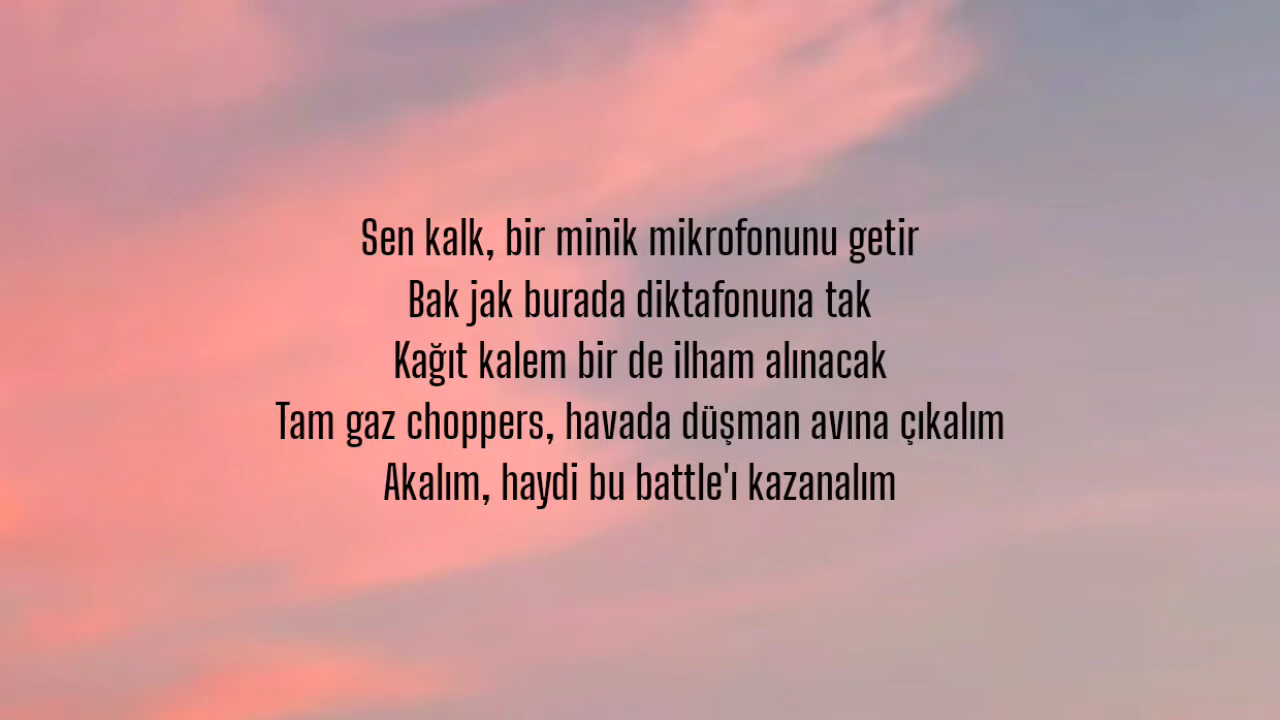 Sen kalk, bir minik mikrofonunu getir
Bak jak burada diktafonuna tak
Kağıt kalem bir de ilham alınacak
Tam gaz choppers, havada düşman avına çıkalım
Akalım, haydi bu battle'ı kazanalım